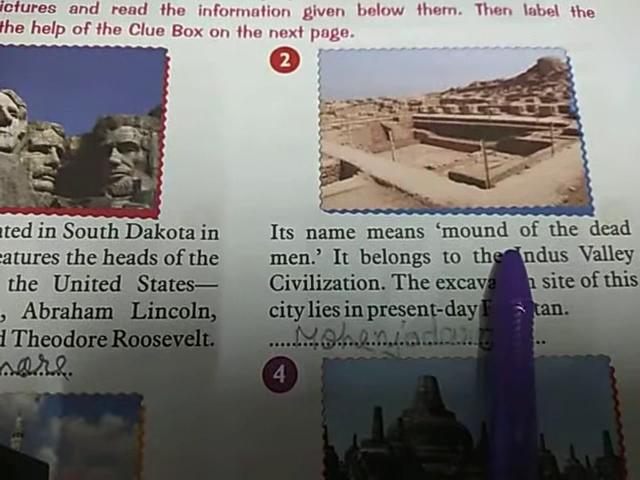 ictures and read the information given below them. Then label the
the help of the Clue Box on the next page.
2
ated in South Dakota in
eatures the heads of the
the United States—
, Abraham Lincoln,
d Theodore Roosevelt.
Its name means ‘mound of the dead
men.’ It belongs to the Indus Valley
Civilization. The excava n site of this
city lies in present-day P tan.
4